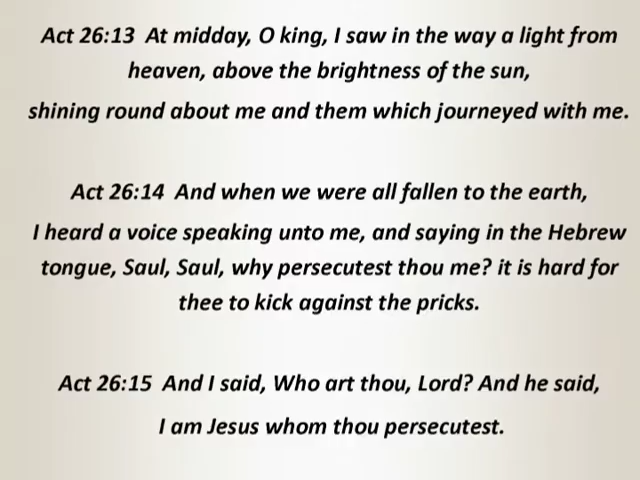 Act 26:13 At midday, O king, I saw in the way a light from
heaven, above the brightness of the sun,
shining round about me and them which journeyed with me.
Act 26:14 And when we were all fallen to the earth,
I heard a voice speaking unto me, and saying in the Hebrew
tongue, Saul, Saul, why persecutest thou me? it is hard for
thee to kick against the pricks.
Act 26:15 And I said, Who art thou, Lord? And he said,
I am Jesus whom thou persecutest.